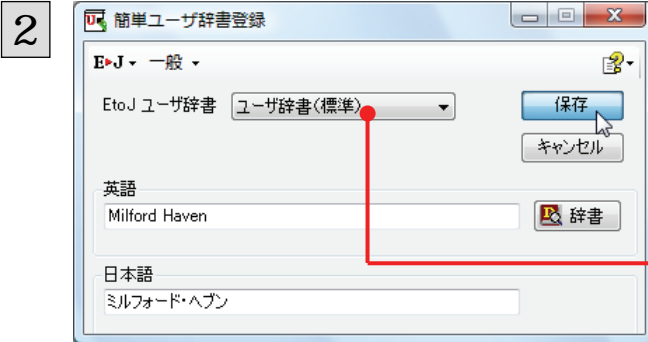 2
簡単ユーザ辞書登録
E▶J 一般
EtoJ ユーザ辞書 ユーザ辞書(標準) 保存
キャンセル
英語
Milford Haven 辞書
日本語
ミルフォード・ヘブン